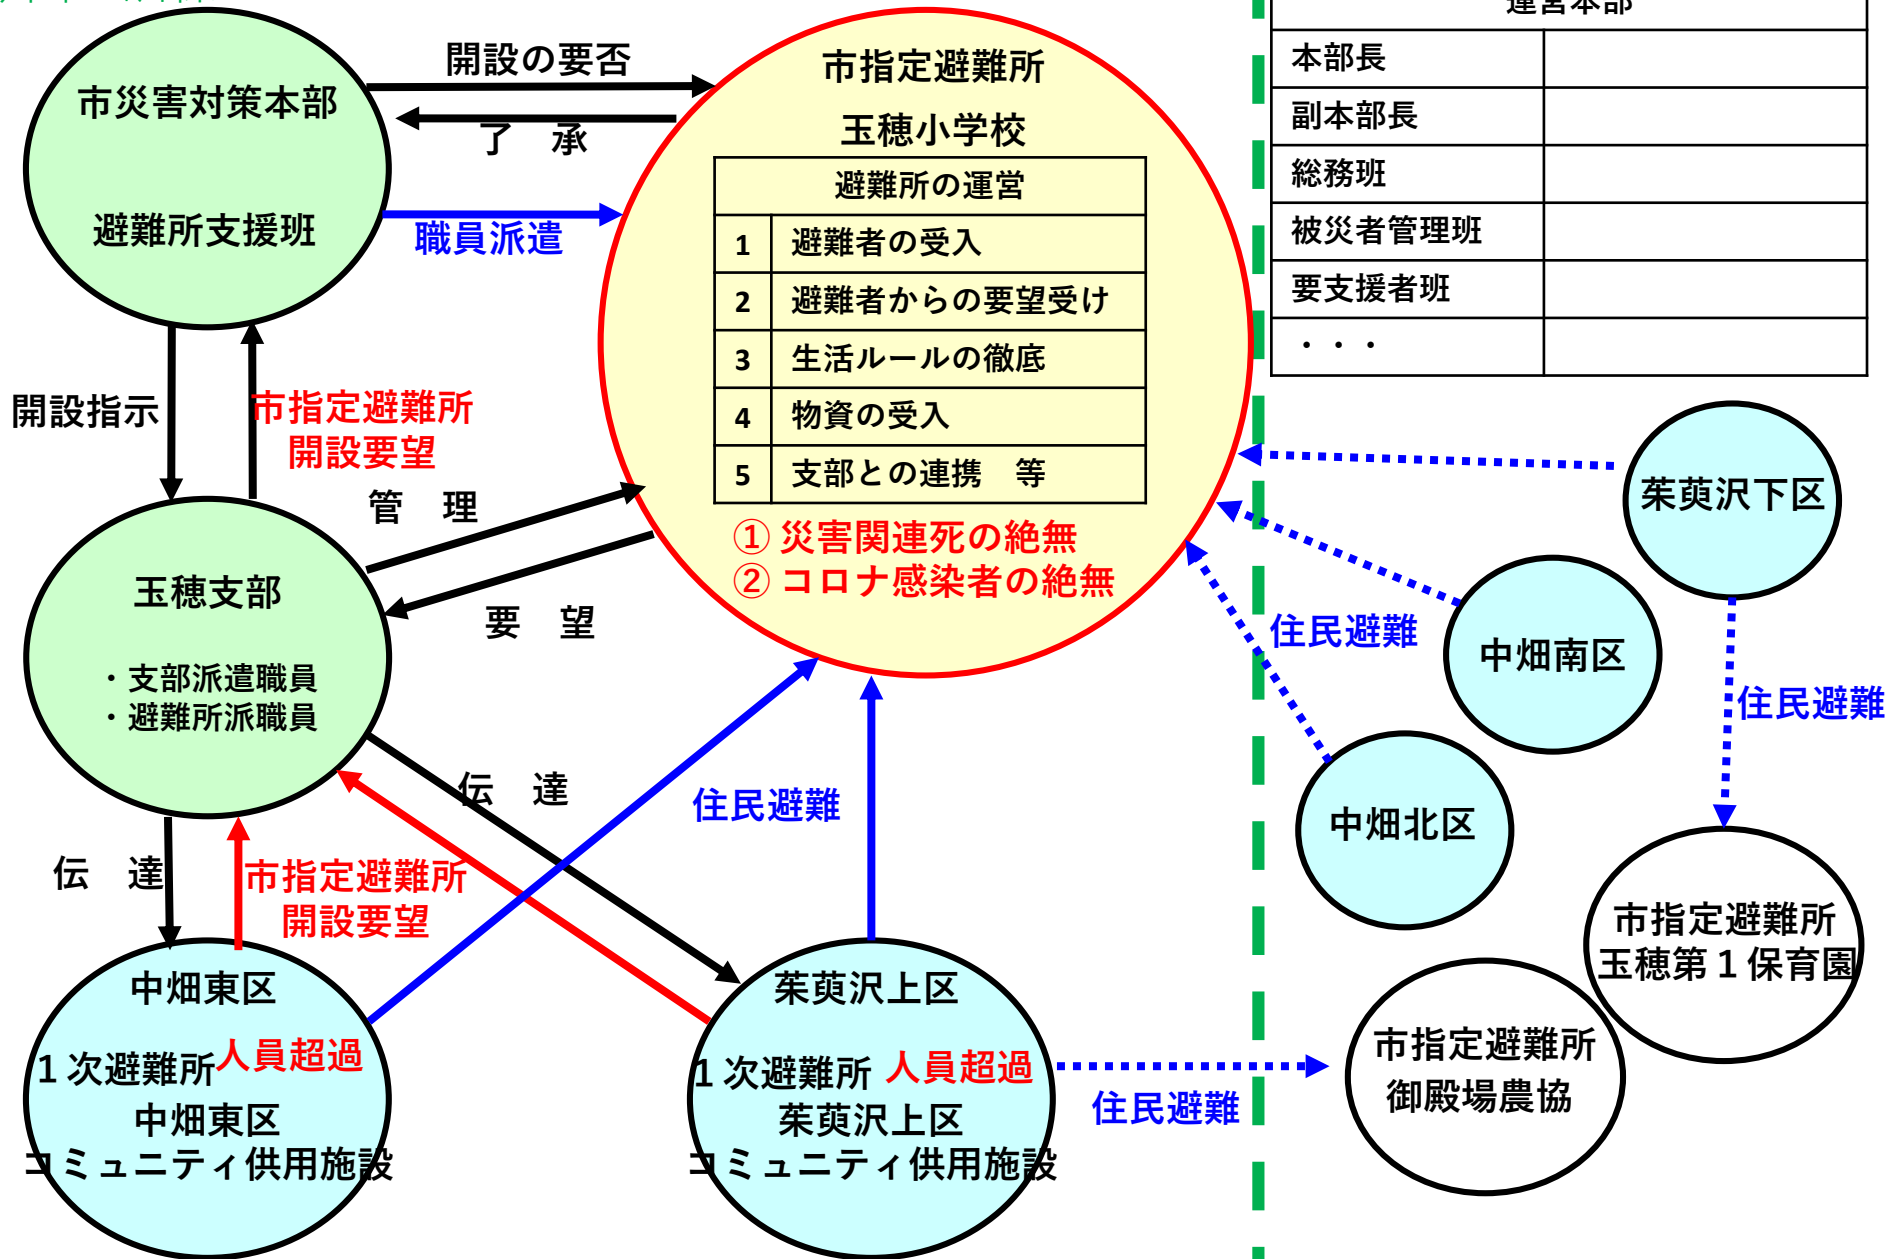 運営本部
本部長
副本部長
総務班
被災者管理班
要支援者班
・・・
市災害対策本部
避難所支援班
開設の要否
了　承
職員派遣
市指定避難所
玉穂小学校
避難所の運営
1 避難者の受入
2 避難者からの要望受け
3 生活ルールの徹底
4 物資の受入
5 支部との連携　等
① 災害関連死の絶無
② コロナ感染者の絶無
開設指示
市指定避難所
開設要望
管　理
要　望
玉穂支部
・支部派遣職員
・避難所派職員
伝　達
伝　達
市指定避難所
開設要望
住民避難
中畑東区
１次避難所 人員超過
中畑東区
コミュニティ供用施設
茱萸沢上区
１次避難所 人員超過
茱萸沢上区
コミュニティ供用施設
住民避難
茱萸沢下区
中畑南区
中畑北区
住民避難
住民避難
市指定避難所
玉穂第１保育園
市指定避難所
御殿場農協